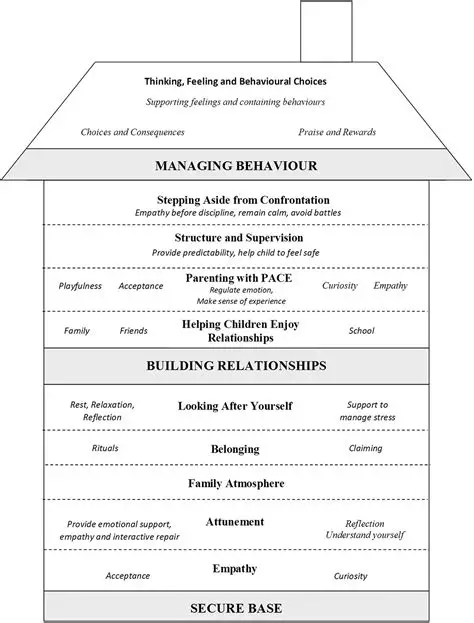 Thinking, Feeling and Behavioural Choices
Supporting feelings and containing behaviours
Choices and Consequences Praise and Rewards
MANAGING BEHAVIOUR
Stepping Aside from Confrontation
Empathy before discipline, remain calm, avoid battles
Structure and Supervision
Provide predictability, help child to feel safe
Playfulness Acceptance Parenting with PACE Curiosity Empathy
Regulate emotion,
Make sense of experience
Family Friends Helping Children Enjoy School
Relationships
BUILDING RELATIONSHIPS
Rest, Relaxation, Looking After Yourself Support to
Reflection manage stress
Rituals Belonging Claiming
Family Atmosphere
Provide emotional support, Attunement Reflection
empathy and interactive repair Understand yourself
Empathy
Acceptance Curiosity
SECURE BASE